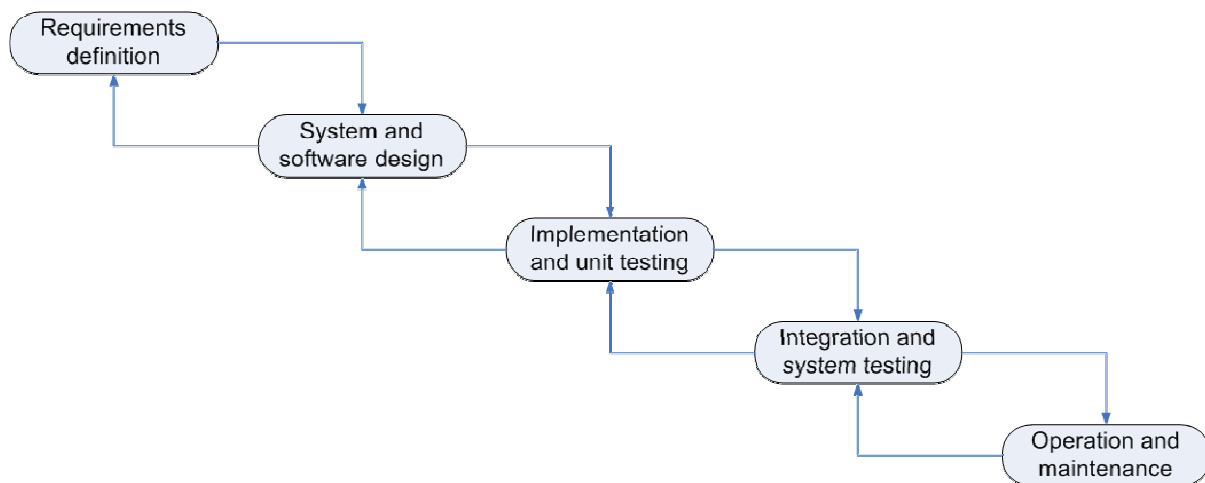 Requirements
definition
System and
software design
Implementation
and unit testing
Integration and
system testing
Operation and
maintenance